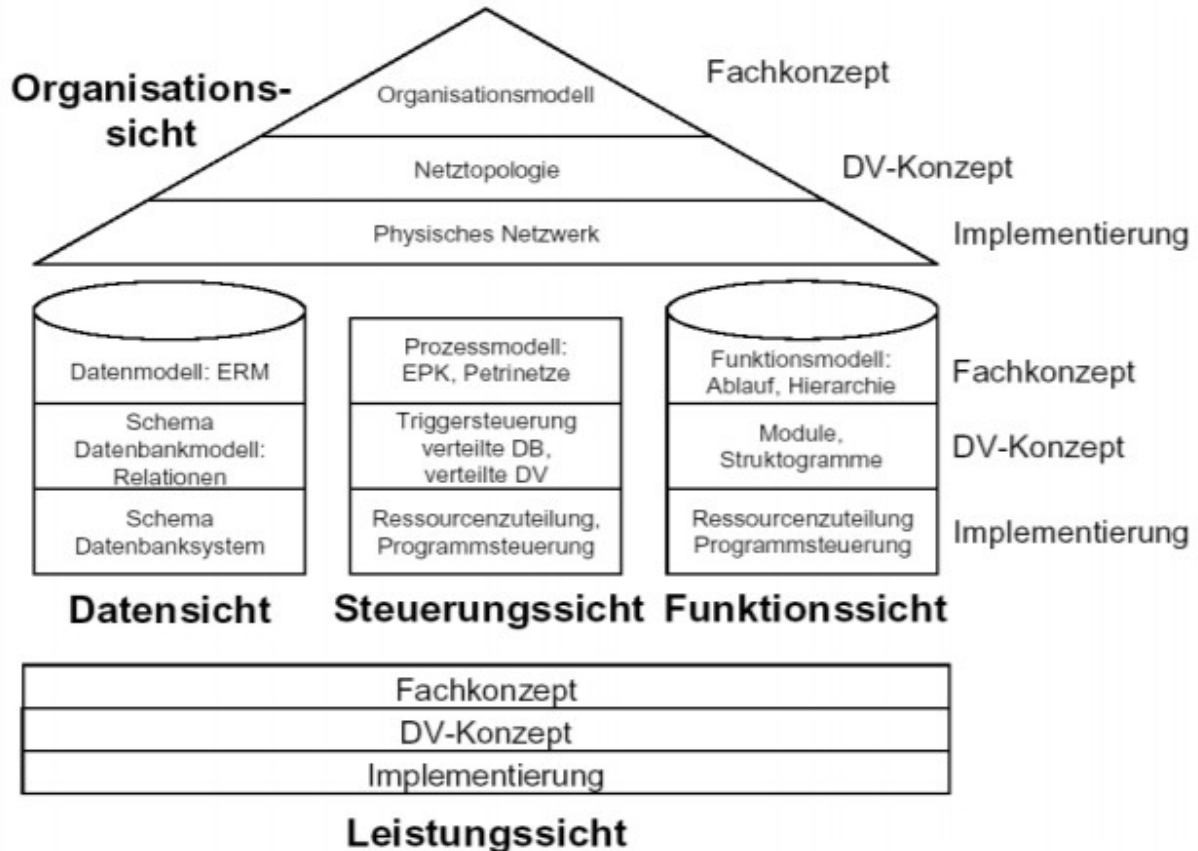 Organisations-
sicht
Organisationsmodell
Fachkonzept
Netztopologie
DV-Konzept
Physisches Netzwerk
Implementierung
Datenmodell: ERM
Schema
Datenbankmodell:
Relationen
Schema
Datenbanksystem
Datensicht
Prozessmodell:
EPK, Petrinetze
Triggersteuerung
verteilte DB,
verteilte DV
Ressourcenzuteilung,
Programmsteuerung
Steuerungssicht
Funktionsmodell:
Ablauf, Hierarchie
Module,
Struktogramme
Ressourcenzuteilung
Programmsteuerung
Funktionssicht
Fachkonzept
DV-Konzept
Implementierung
Fachkonzept
DV-Konzept
Implementierung
Leistungssicht